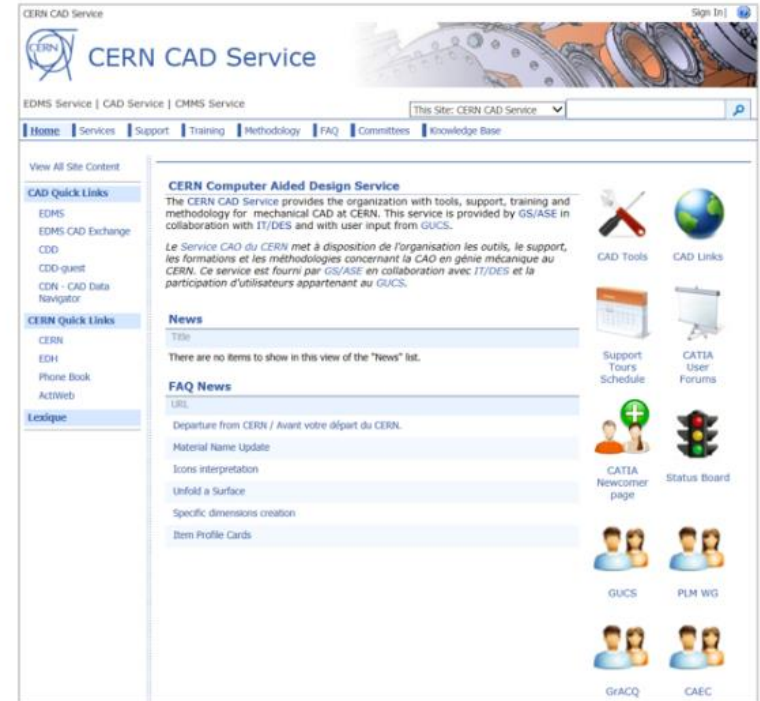 CERN CAD Service
Sign In |
CERN
CERN CAD Service
EDMS Service | CAD Service | CMMS Service
This Site: CERN CAD Service
Home Services Support Training Methodology FAQ Committees Knowledge Base
View All Site Content
CAD Quick Links
EDMS
EDMS CAD Exchange
CDD
CDD-guest
CDN - CAD Data
Navigator
CERN Quick Links
CERN
EDH
Phone Book
ActiWeb
Lexique
CERN Computer Aided Design Service
The CERN CAD Service provides the organization with tools, support, training and
methodology for mechanical CAD at CERN. This service is provided by GS/ASE in
collaboration with IT/DES and with user input from GUCS.
Le Service CAO du CERN met à disposition de l'organisation les outils, le support,
les formations et les méthodologies concernant la CAO en génie mécanique au
CERN. Ce service est fourni par GS/ASE en collaboration avec IT/DES et la
participation d'utilisateurs appartenant au GUCS.
News
Title
There are no items to show in this view of the "News" list.
FAQ News
URL
Departure from CERN / Avant votre départ du CERN.
Material Name Update
Icons interpretation
Unfold a Surface
Specific dimensions creation
Item Profile Cards
CAD Tools
CAD Links
Support
Tours
Schedule
CATIA
User
Forums
CATIA
Newcomer
page
Status Board
GUCS
PLM WG
GrACQ
CAEC